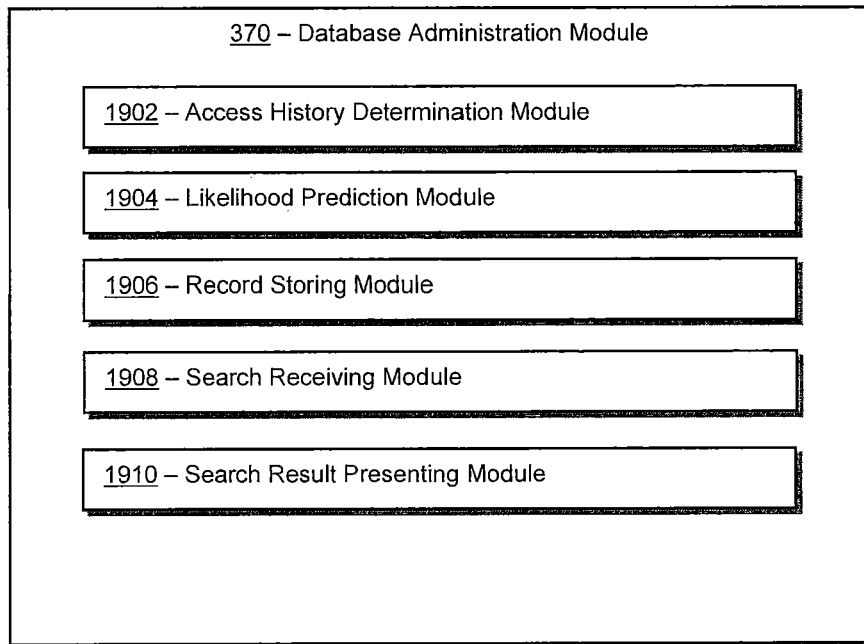 370 – Database Administration Module
1902 – Access History Determination Module
1904 – Likelihood Prediction Module
1906 – Record Storing Module
1908 – Search Receiving Module
1910 – Search Result Presenting Module